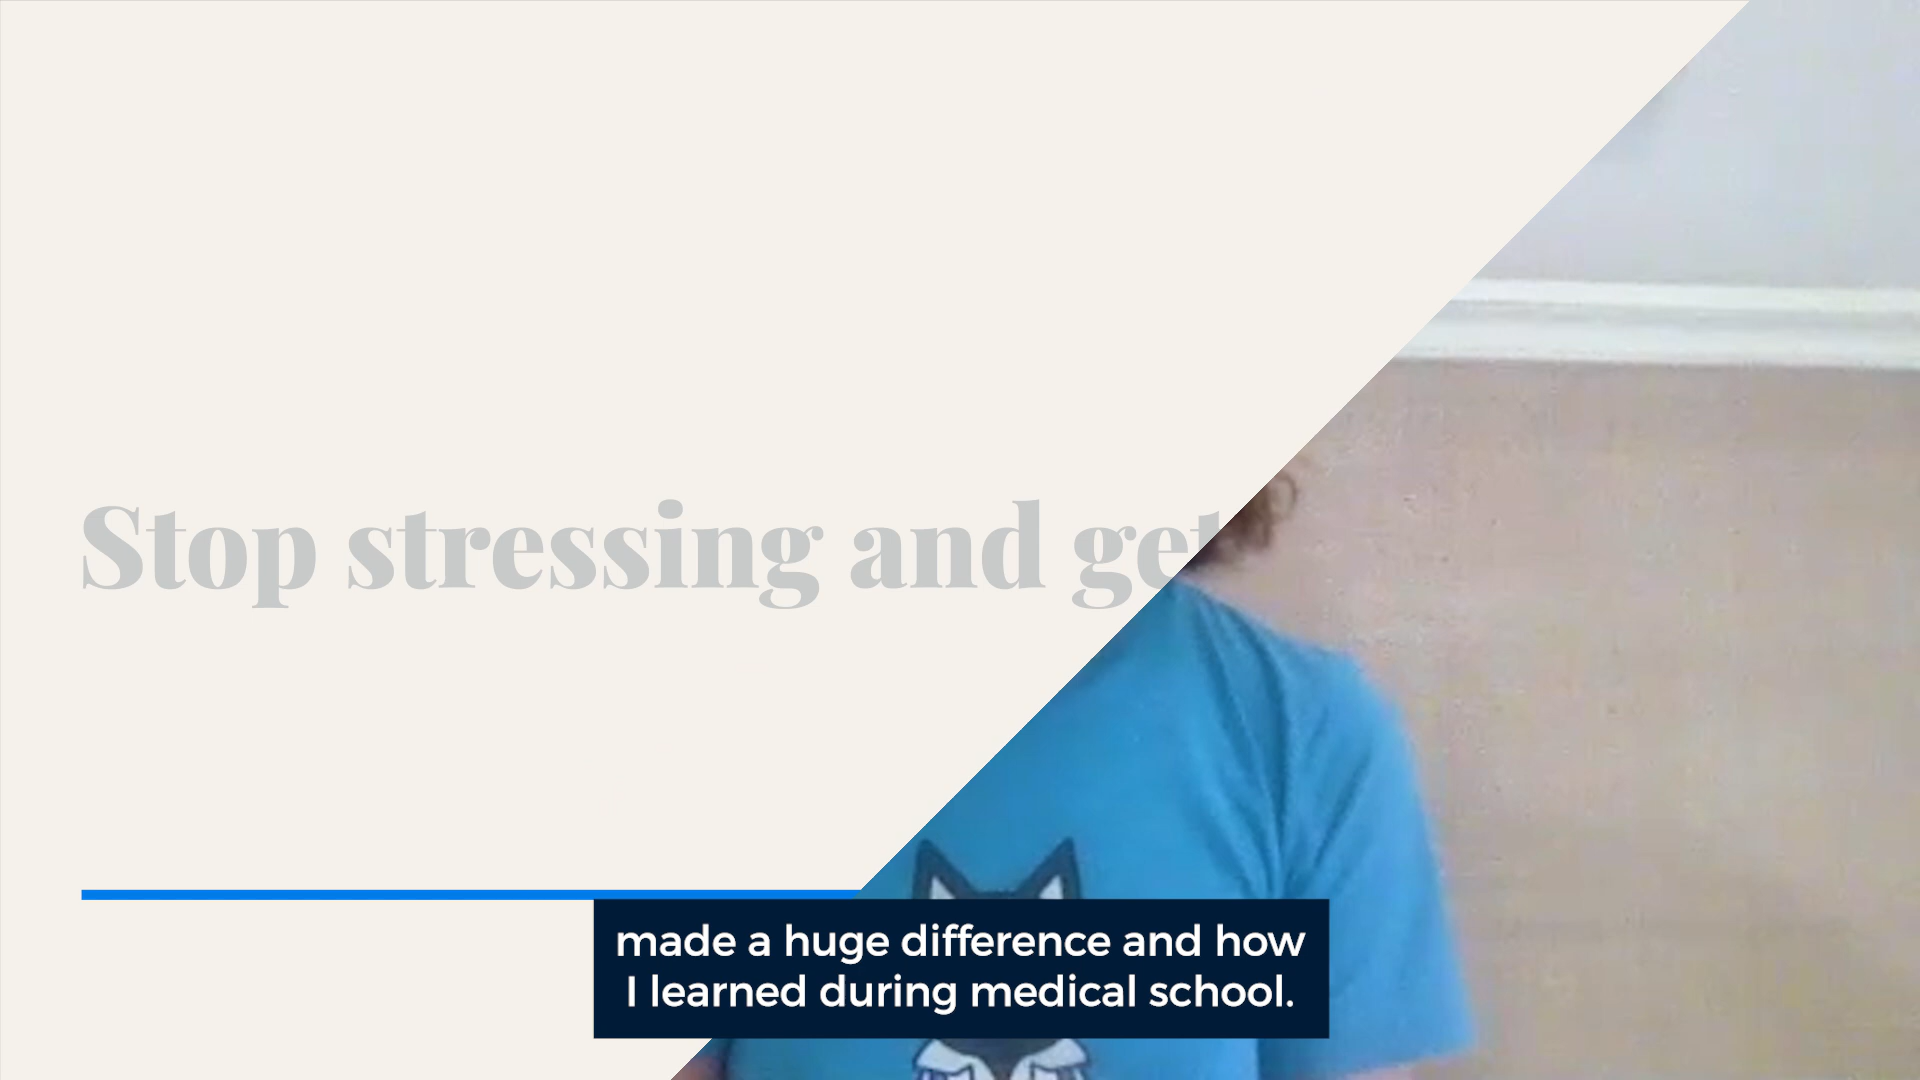 Stop stressing and get
made a huge difference and how
I learned during medical school.